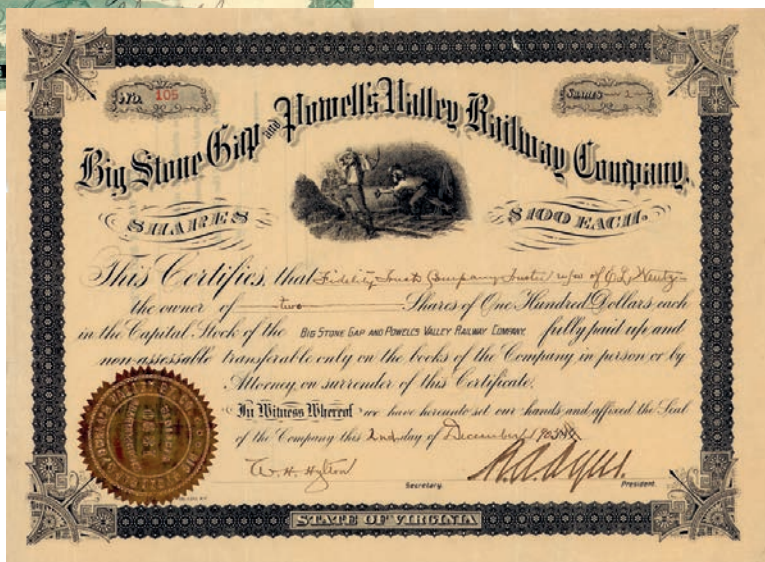 No. 105
SHARES 2
Big Stone Gap and Powell's Valley Railway Company.
SHARES $100 EACH.
This Certifies, that Fidelity Trust Company Trustee of
the owner of two Shares of One Hundred Dollars each
in the Capital Stock of the BIG STONE GAP AND POWELLS VALLEY RAILWAY COMPANY, fully paid up and
non-assessable transferable only on the books of the Company in person or by
Attorney, on surrender of this Certificate.
In Witness Whereof we have hereunto set our hands and affixed the Seal
of the Company this 2nd day of December
W. H. Hylton
Secretary. President.
STATE OF VIRGINIA